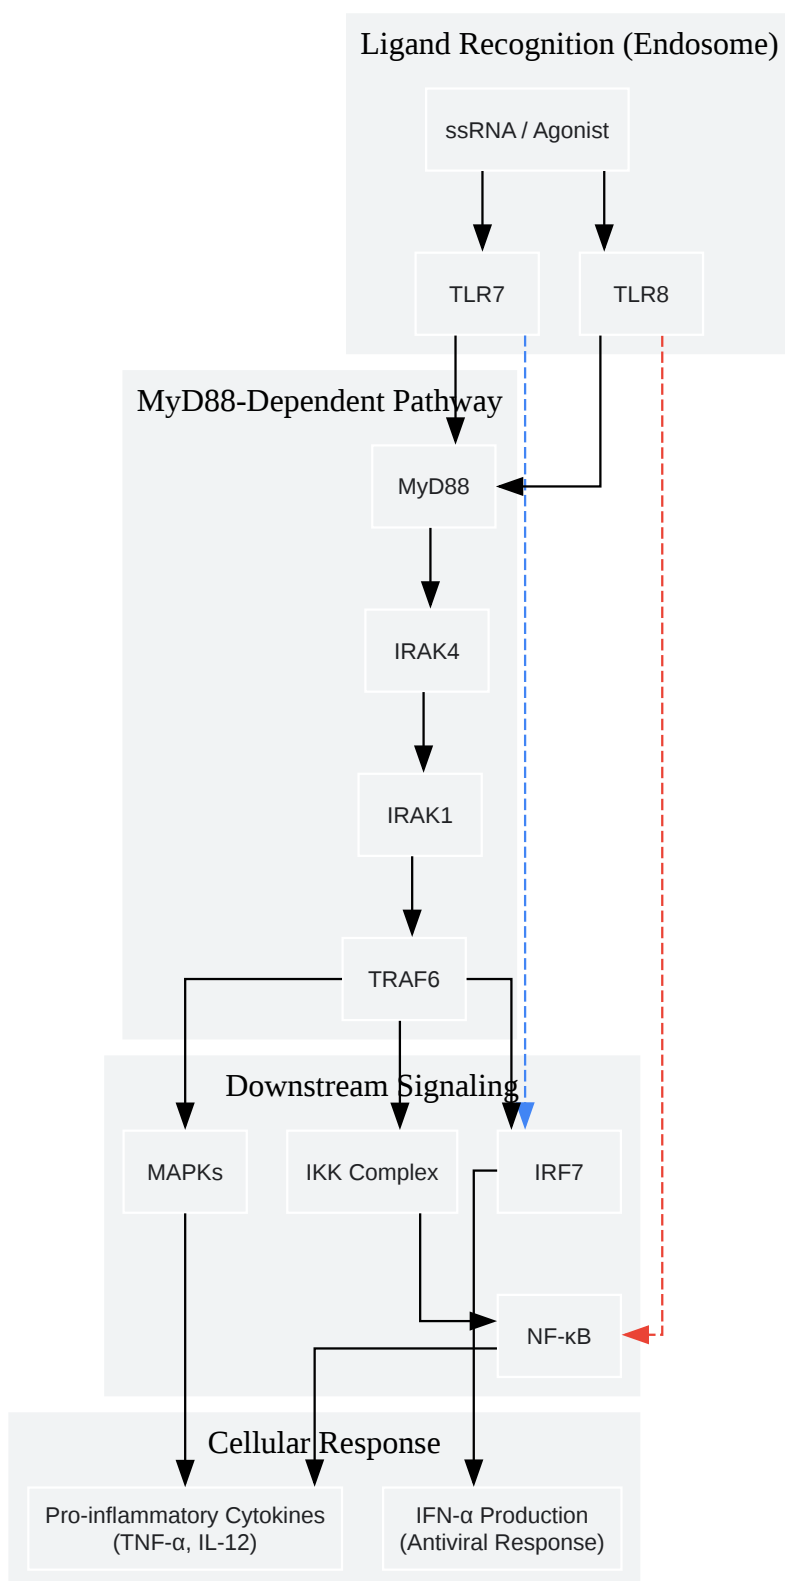 Ligand Recognition (Endosome)
ssRNA / Agonist
TLR7
TLR8
MyD88-Dependent Pathway
MyD88
IRAK4
IRAK1
TRAF6
Downstream Signaling
MAPKs
IKK Complex
IRF7
NF-κB
Cellular Response
Pro-inflammatory Cytokines
(TNF-α, IL-12)
IFN-α Production
(Antiviral Response)